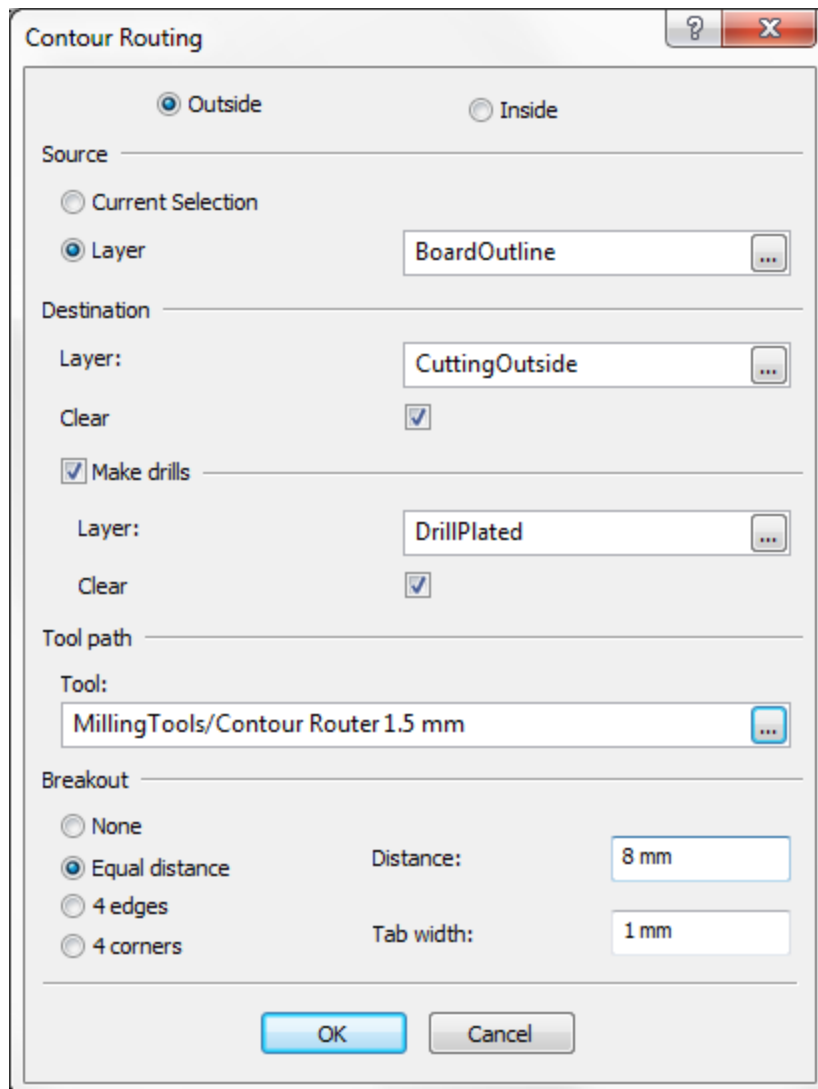 Contour Routing
Outside
Inside
Source
Current Selection
Layer
BoardOutline
...
Destination
Layer:
CuttingOutside
...
Clear
Make drills
Layer:
DrillPlated
...
Clear
Tool path
Tool:
MillingTools/Contour Router 1.5 mm
...
Breakout
None
Equal distance
Distance:
8 mm
4 edges
4 corners
Tab width:
1 mm
OK
Cancel